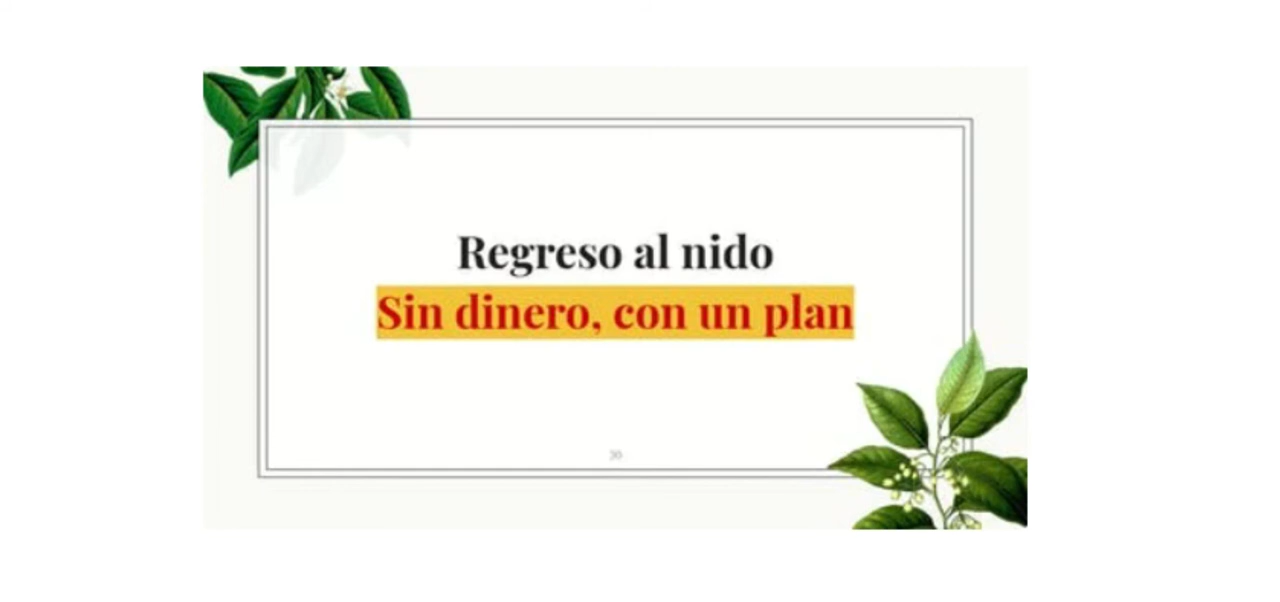 Regreso al nido
Sin dinero, con un plan